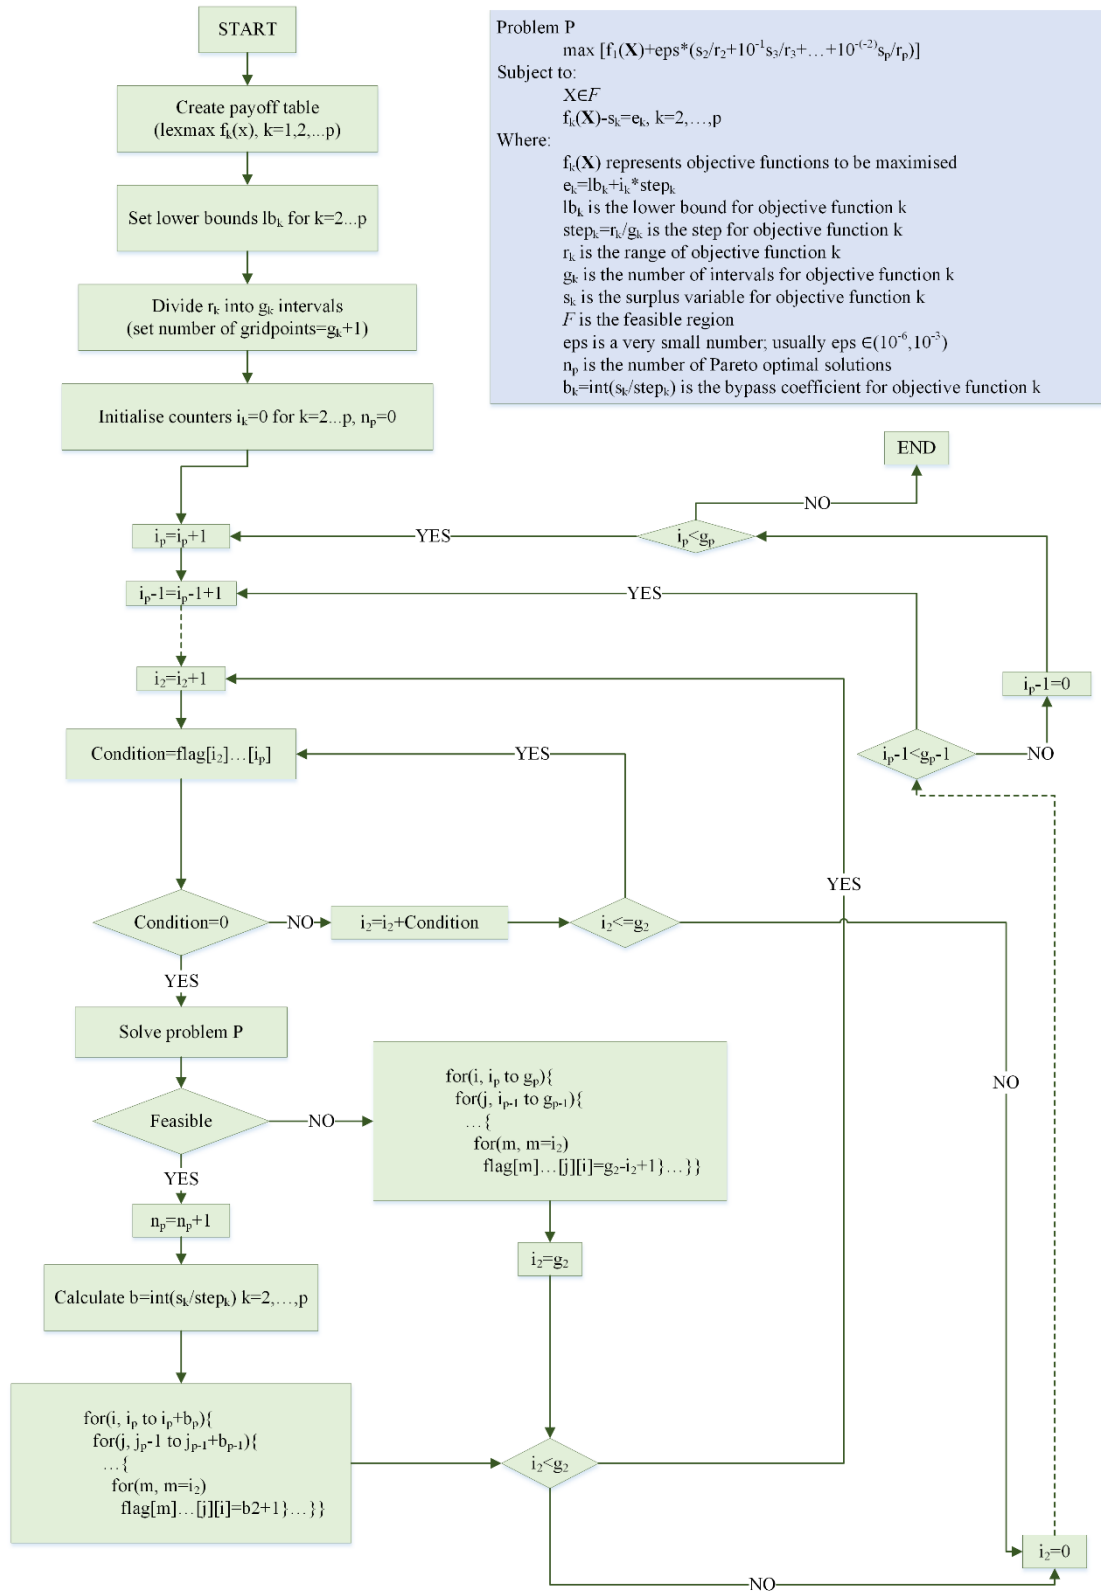 START
Create payoff table
(lexmax fₖ(x), k=1,2,...p)
Set lower bounds lbₖ for k=2...p
Divide rₖ into gₖ intervals
(set number of gridpoints=gₖ+1)
Initialise counters iₖ=0 for k=2...p, nₚ=0
Problem P
max [f₁(X)+eps*(s₂/r₂+10⁻¹s₃/r₃+…+10⁻⁽⁻²⁾sₚ/rₚ)]
Subject to:
X∈F
fₖ(X)-sₖ=eₖ, k=2,…,p
Where:
fₖ(X) represents objective functions to be maximised
eₖ=lbₖ+iₖ*stepₖ
lbₖ is the lower bound for objective function k
stepₖ=rₖ/gₖ is the step for objective function k
rₖ is the range of objective function k
gₖ is the number of intervals for objective function k
sₖ is the surplus variable for objective function k
F is the feasible region
eps is a very small number; usually eps ∈(10⁻⁶,10⁻³)
nₚ is the number of Pareto optimal solutions
bₖ=int(sₖ/stepₖ) is the bypass coefficient for objective function k
END
NO
iₚ=iₚ+1
YES
iₚ<gₚ
iₚ-1=iₚ-1+1
YES
i₂=i₂+1
iₚ-1=0
Condition=flag[i₂]…[iₚ]
YES
iₚ-1<gₚ-1
NO
YES
Condition=0
NO
i₂=i₂+Condition
i₂<=g₂
YES
Solve problem P
NO
for(i, iₚ to gₚ){
for(j, iₚ₋₁ to gₚ₋₁){
…{
for(m, m=i₂)
flag[m]…[j][i]=g₂-i₂+1}…}}
Feasible
NO
YES
nₚ=nₚ+1
i₂=g₂
Calculate b=int(sₖ/stepₖ) k=2,…,p
for(i, iₚ to iₚ+bₚ){
for(j, jₚ-1 to jₚ₋₁+bₚ₋₁){
…{
for(m, m=i₂)
flag[m]…[j][i]=b2+1}…}}
i₂<g₂
i₂=0
NO